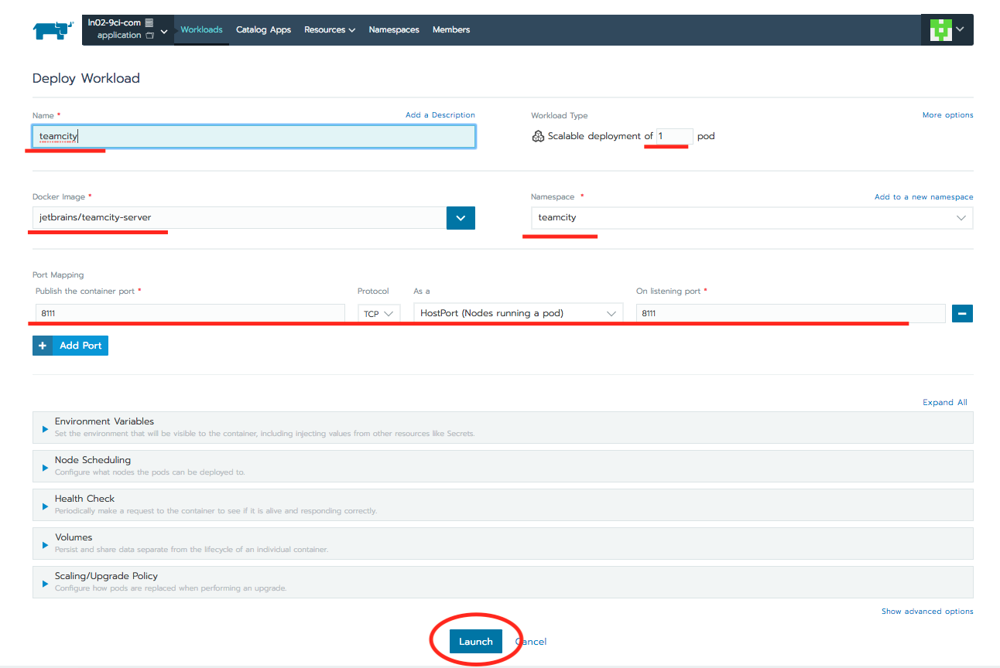 ln02-9ci-com
application
Workloads Catalog Apps Resources Namespaces Members
Deploy Workload
Name * Add a Description
teamcity
Workload Type More options
Scalable deployment of 1 pod
Docker Image *
jetbrains/teamcity-server
Namespace * Add to a new namespace
teamcity
Port Mapping
Publish the container port * Protocol As a On listening port *
8111 TCP HostPort (Nodes running a pod) 8111
+ Add Port
Expand All
Environment Variables
Set the environment that will be visible to the container, including injecting values from other resources like Secrets.
Node Scheduling
Configure what nodes the pods can be deployed to.
Health Check
Periodically make a request to the container to see if it is alive and responding correctly.
Volumes
Persist and share data separate from the lifecycle of an individual container.
Scaling/Upgrade Policy
Configure how pods are replaced when performing an upgrade.
Show advanced options
Launch Cancel